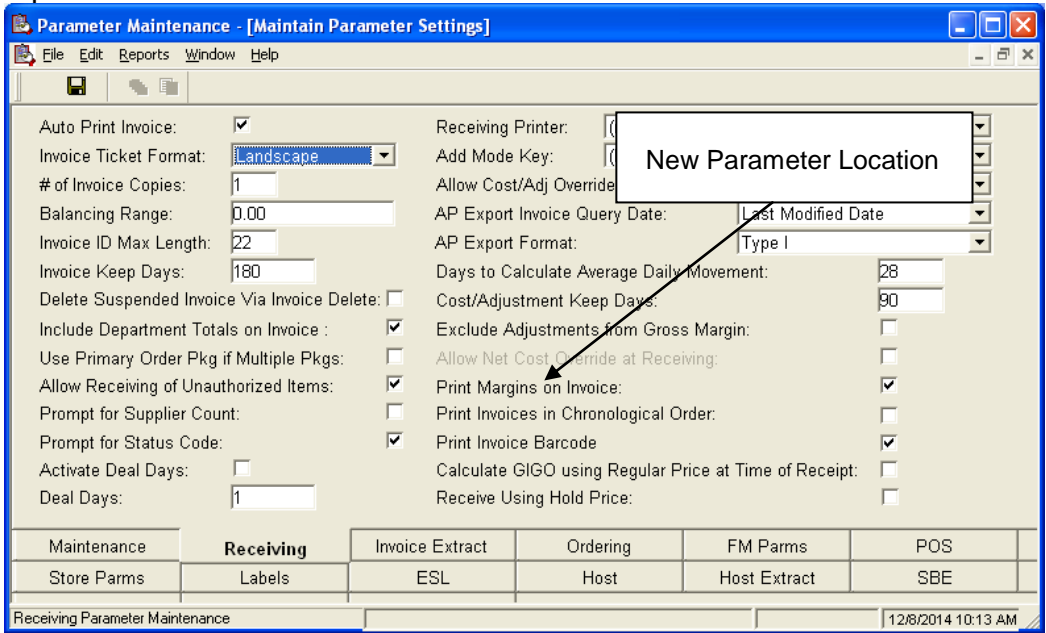 Parameter Maintenance - [Maintain Parameter Settings]
File Edit Reports Window Help
Auto Print Invoice:
Invoice Ticket Format: Landscape
# of Invoice Copies: 1
Balancing Range: 0.00
Invoice ID Max Length: 22
Invoice Keep Days: 180
Delete Suspended Invoice Via Invoice Delete:
Include Department Totals on Invoice :
Use Primary Order Pkg if Multiple Pkgs:
Allow Receiving of Unauthorized Items:
Prompt for Supplier Count:
Prompt for Status Code:
Activate Deal Days:
Deal Days: 1
Receiving Printer: (
Add Mode Key: (
Allow Cost/Adj Override
AP Export Invoice Query Date: Last Modified Date
AP Export Format: Type I
Days to Calculate Average Daily Movement: 28
Cost/Adjustment Keep Days: 90
Exclude Adjustments from Gross Margin:
Allow Net Cost Override at Receiving:
Print Margins on Invoice:
Print Invoices in Chronological Order:
Print Invoice Barcode
Calculate GIGO using Regular Price at Time of Receipt:
Receive Using Hold Price:
New Parameter Location
Maintenance Receiving Invoice Extract Ordering FM Parms POS
Store Parms Labels ESL Host Host Extract SBE
Receiving Parameter Maintenance 12/8/2014 10:13 AM